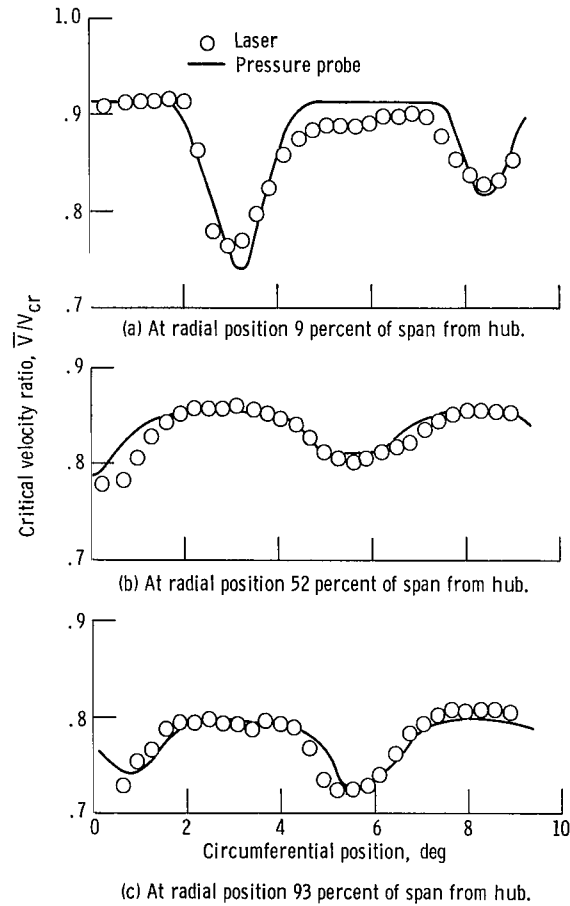 1.0
Laser
Pressure probe
.9
.8
.7
(a) At radial position 9 percent of span from hub.
Critical velocity ratio, V̅/Vcr
.9
.8
.7
(b) At radial position 52 percent of span from hub.
.9
.8
.7
0 2 4 6 8 10
Circumferential position, deg
(c) At radial position 93 percent of span from hub.